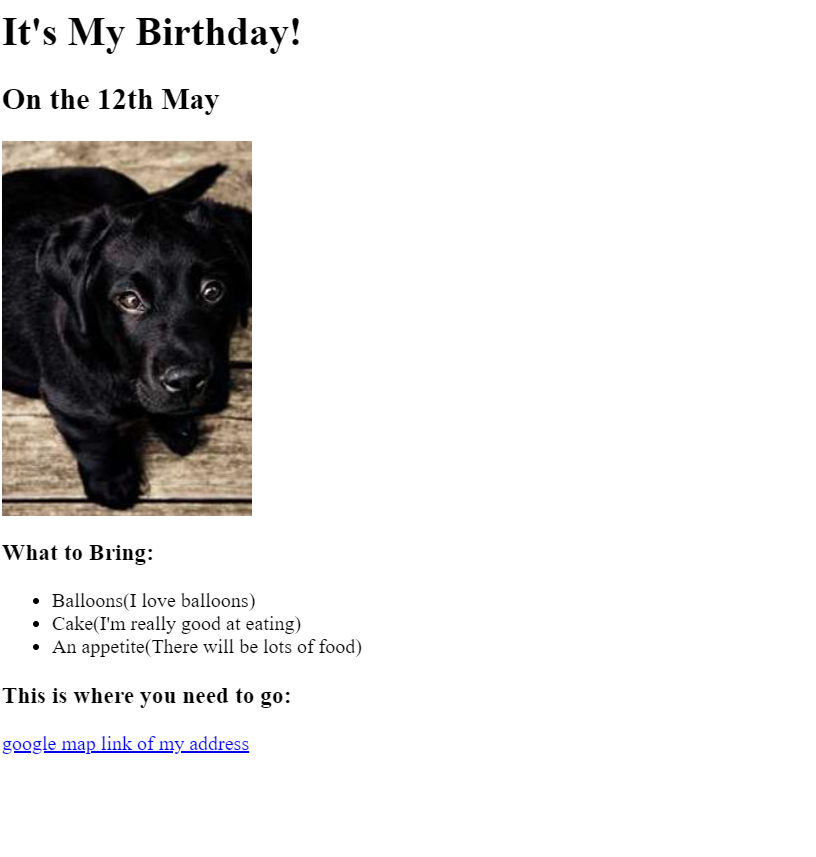 It's My Birthday!
On the 12th May
What to Bring:
Balloons(I love balloons)
Cake(I'm really good at eating)
An appetite(There will be lots of food)
This is where you need to go:
google map link of my address